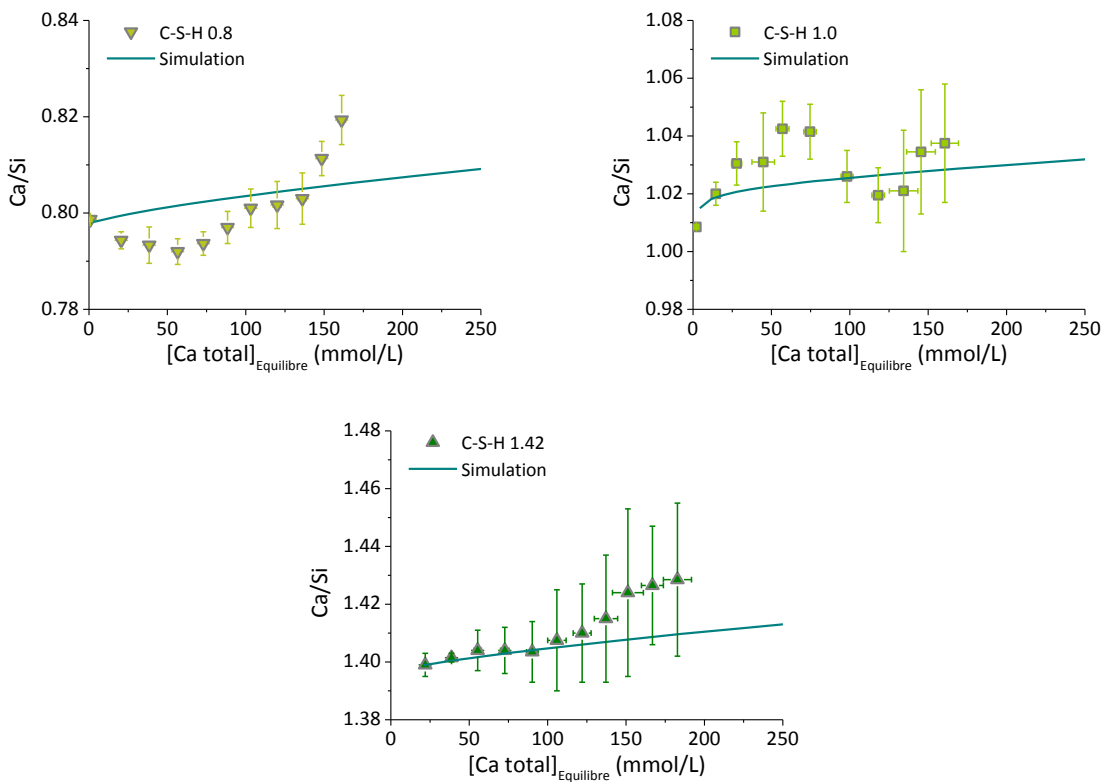 C-S-H 0.8
Simulation
Ca/Si
0.84
0.82
0.80
0.78
0 50 100 150 200 250
[Ca total]Equilibre (mmol/L)
C-S-H 1.0
Simulation
Ca/Si
1.08
1.06
1.04
1.02
1.00
0.98
0 50 100 150 200 250
[Ca total]Equilibre (mmol/L)
C-S-H 1.42
Simulation
Ca/Si
1.48
1.46
1.44
1.42
1.40
1.38
0 50 100 150 200 250
[Ca total]Equilibre (mmol/L)